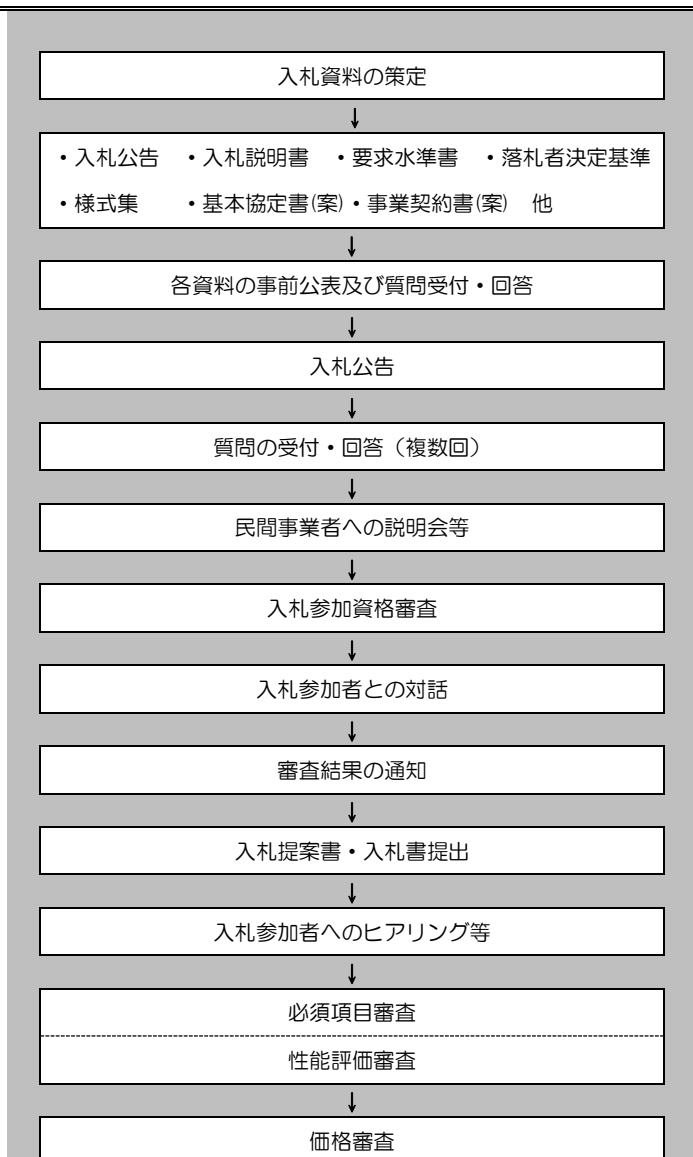 入札資料の策定
↓
・入札公告 ・入札説明書 ・要求水準書 ・落札者決定基準
・様式集 ・基本協定書(案)・事業契約書(案) 他
↓
各資料の事前公表及び質問受付・回答
↓
入札公告
↓
質問の受付・回答（複数回）
↓
民間事業者への説明会等
↓
入札参加資格審査
↓
入札参加者との対話
↓
審査結果の通知
↓
入札提案書・入札書提出
↓
入札参加者へのヒアリング等
↓
必須項目審査
性能評価審査
↓
価格審査